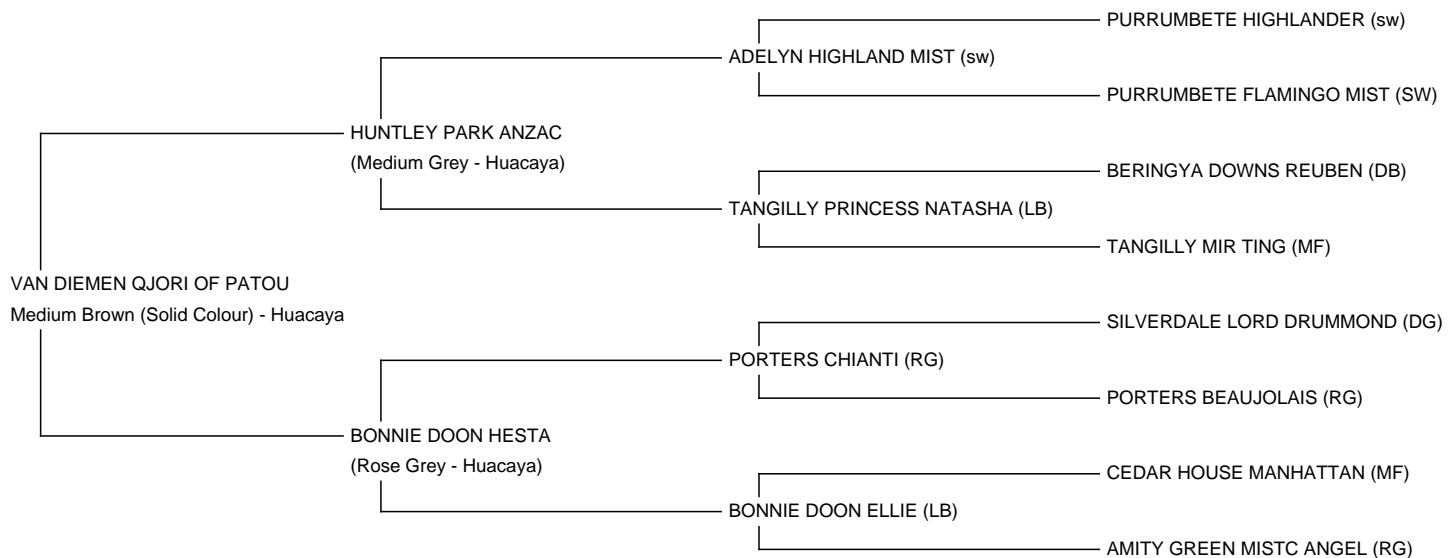 PURRUMBETE HIGHLANDER (sw)
ADELYN HIGHLAND MIST (sw)
PURRUMBETE FLAMINGO MIST (SW)
HUNTLEY PARK ANZAC
(Medium Grey - Huacaya)
BERINGYA DOWNS REUBEN (DB)
TANGILLY PRINCESS NATASHA (LB)
TANGILLY MIR TING (MF)
VAN DIEMEN QJORI OF PATOU
Medium Brown (Solid Colour) - Huacaya
SILVERDALE LORD DRUMMOND (DG)
PORTERS CHIANTI (RG)
PORTERS BEAUJOLAIS (RG)
BONNIE DOON HESTA
(Rose Grey - Huacaya)
CEDAR HOUSE MANHATTAN (MF)
BONNIE DOON ELLIE (LB)
AMITY GREEN MISTC ANGEL (RG)